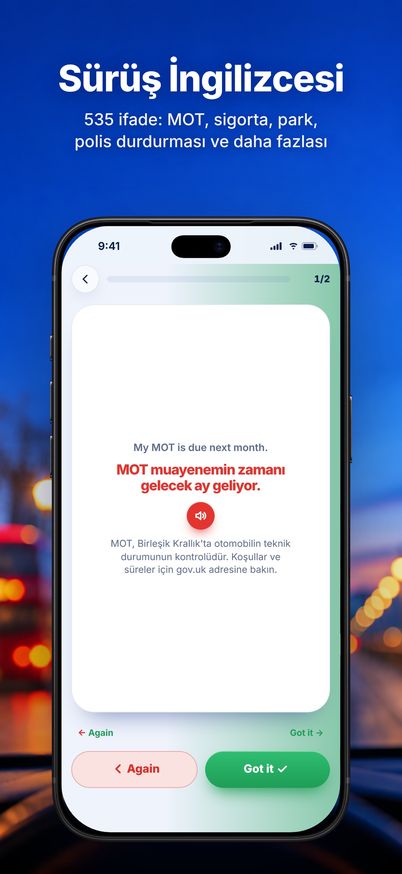 Sürüş İngilizcesi
535 ifade: MOT, sigorta, park,
polis durdurması ve daha fazlası
9:41
1/2
My MOT is due next month.
MOT muayenemin zamanı
gelecek ay geliyor.
MOT, Birleşik Krallık'ta otomobilin teknik
durumunun kontrolüdür. Koşullar ve
süreler için gov.uk adresine bakın.
← Again
Got it →
Again
Got it ✓